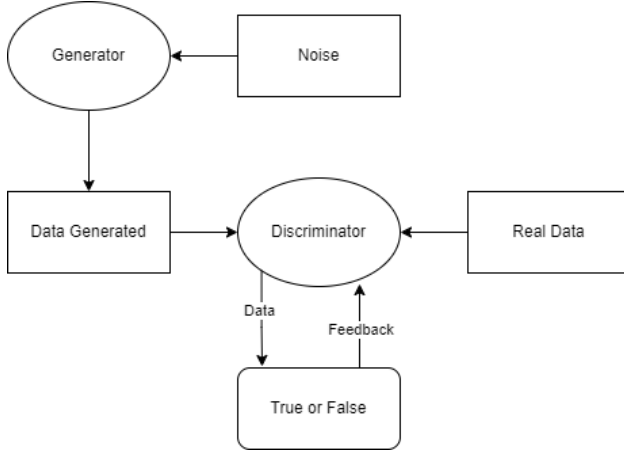 Generator
Noise
Data Generated
Discriminator
Real Data
Data
Feedback
True or False